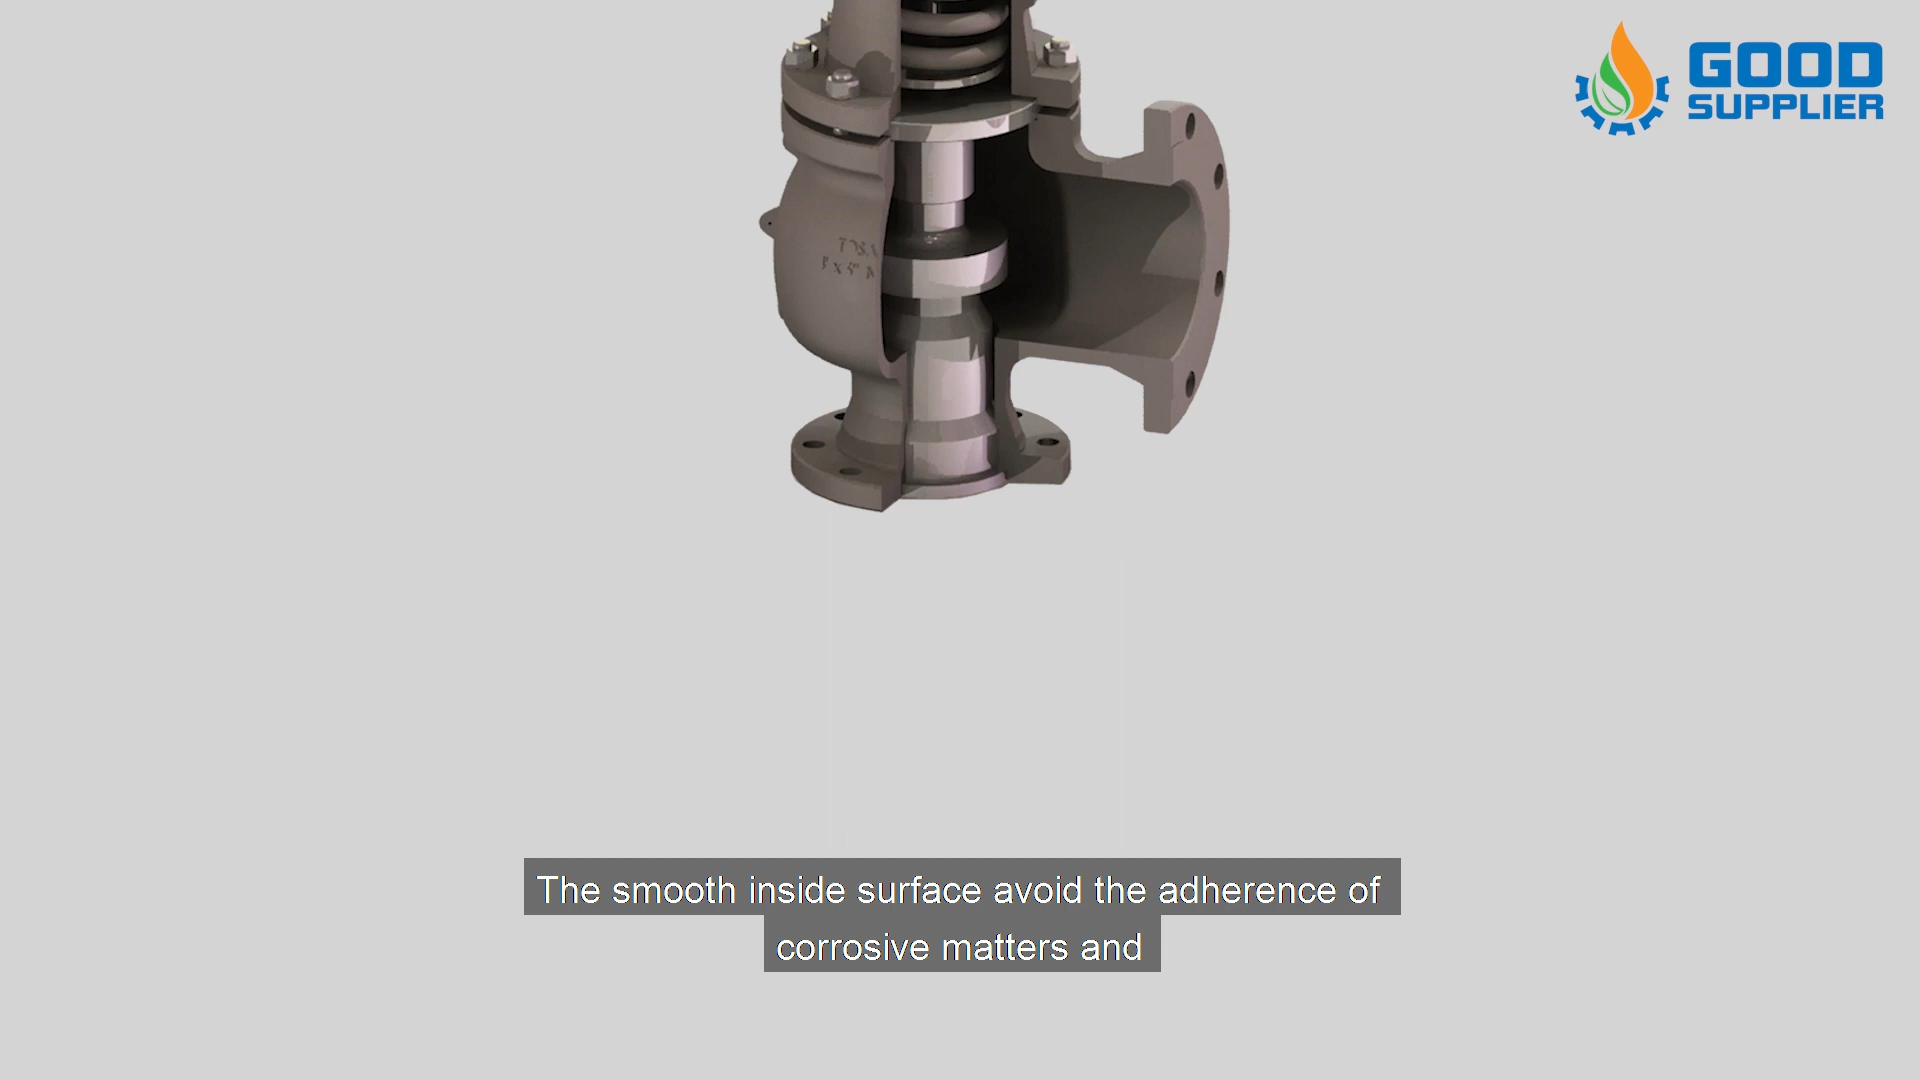 GOOD
SUPPLIER
The smooth inside surface avoid the adherence of
corrosive matters and